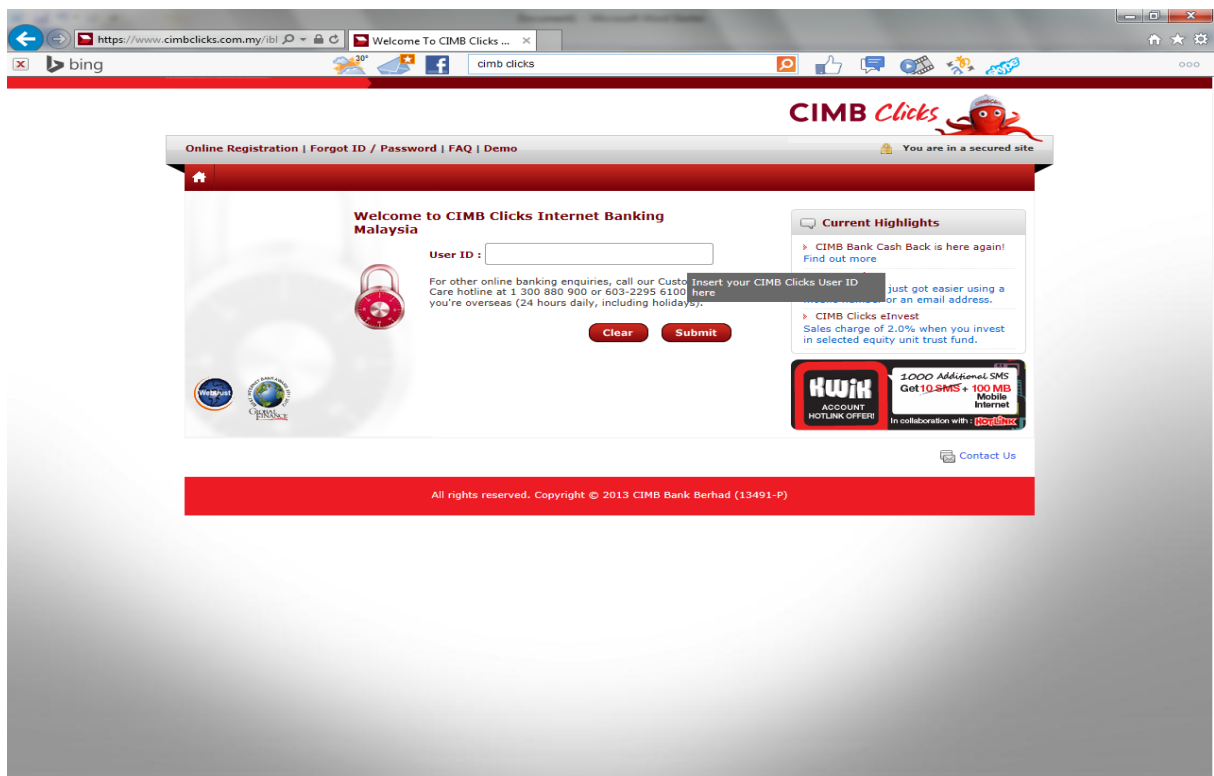 https://www.cimbclicks.com.my/ibl
Welcome To CIMB Clicks ...
bing
30°
cimb clicks
CIMB Clicks
Online Registration | Forgot ID / Password | FAQ | Demo
You are in a secured site
Welcome to CIMB Clicks Internet Banking
Malaysia
User ID :
For other online banking enquiries, call our Custo
Care hotline at 1 300 880 900 or 603-2295 6100
you're overseas (24 hours daily, including holidays).
Insert your CIMB Clicks User ID
here
Clear
Submit
Current Highlights
CIMB Bank Cash Back is here again!
Find out more
just got easier using a
or an email address.
CIMB Clicks eInvest
Sales charge of 2.0% when you invest
in selected equity unit trust fund.
WebTrust
GLOBAL
FINANCE
KWiK
ACCOUNT
HOTLINK OFFER!
1000 Additional SMS
Get 10 SMS + 100 MB
Mobile
Internet
In collaboration with : HOTLINK
Contact Us
All rights reserved. Copyright © 2013 CIMB Bank Berhad (13491-P)